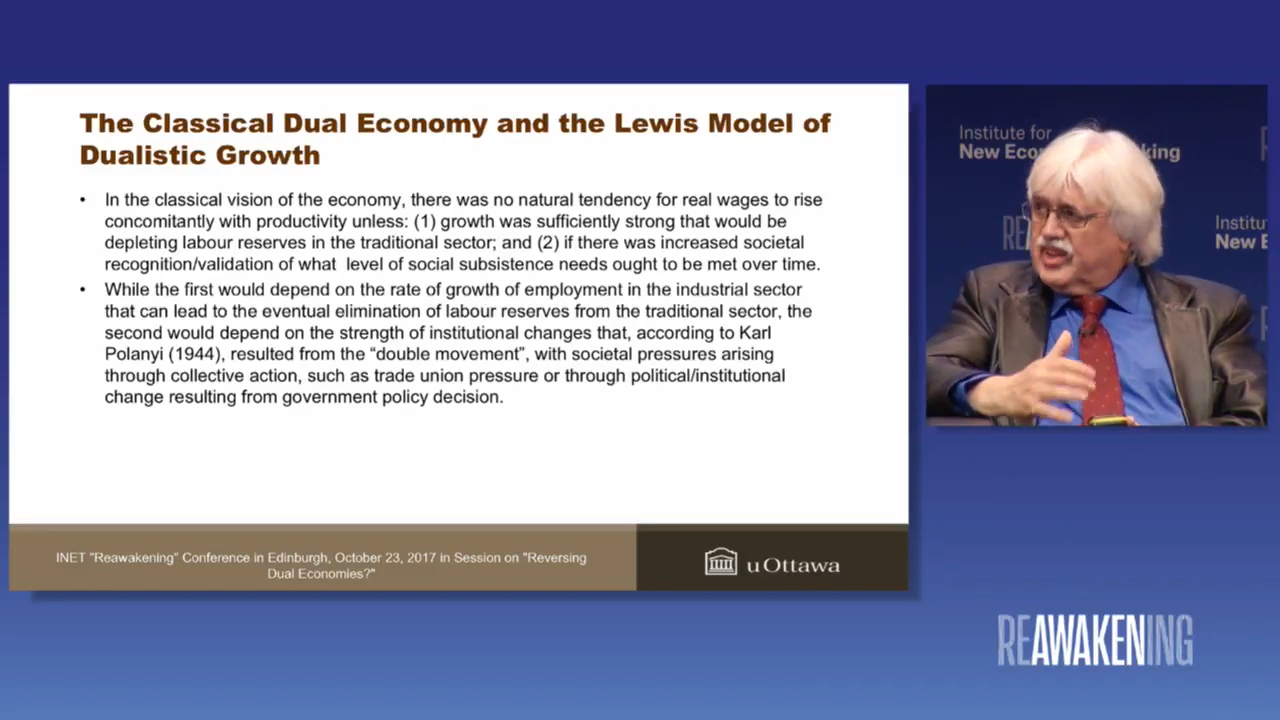 The Classical Dual Economy and the Lewis Model of
Dualistic Growth
• In the classical vision of the economy, there was no natural tendency for real wages to rise
concomitantly with productivity unless: (1) growth was sufficiently strong that would be
depleting labour reserves in the traditional sector; and (2) if there was increased societal
recognition/validation of what level of social subsistence needs ought to be met over time.
• While the first would depend on the rate of growth of employment in the industrial sector
that can lead to the eventual elimination of labour reserves from the traditional sector, the
second would depend on the strength of institutional changes that, according to Karl
Polanyi (1944), resulted from the “double movement”, with societal pressures arising
through collective action, such as trade union pressure or through political/institutional
change resulting from government policy decision.
INET "Reawakening" Conference in Edinburgh, October 23, 2017 in Session on "Reversing
Dual Economies?"
uOttawa
Institute for
New Eco king
RE
Institu
New E
REAWAKENING